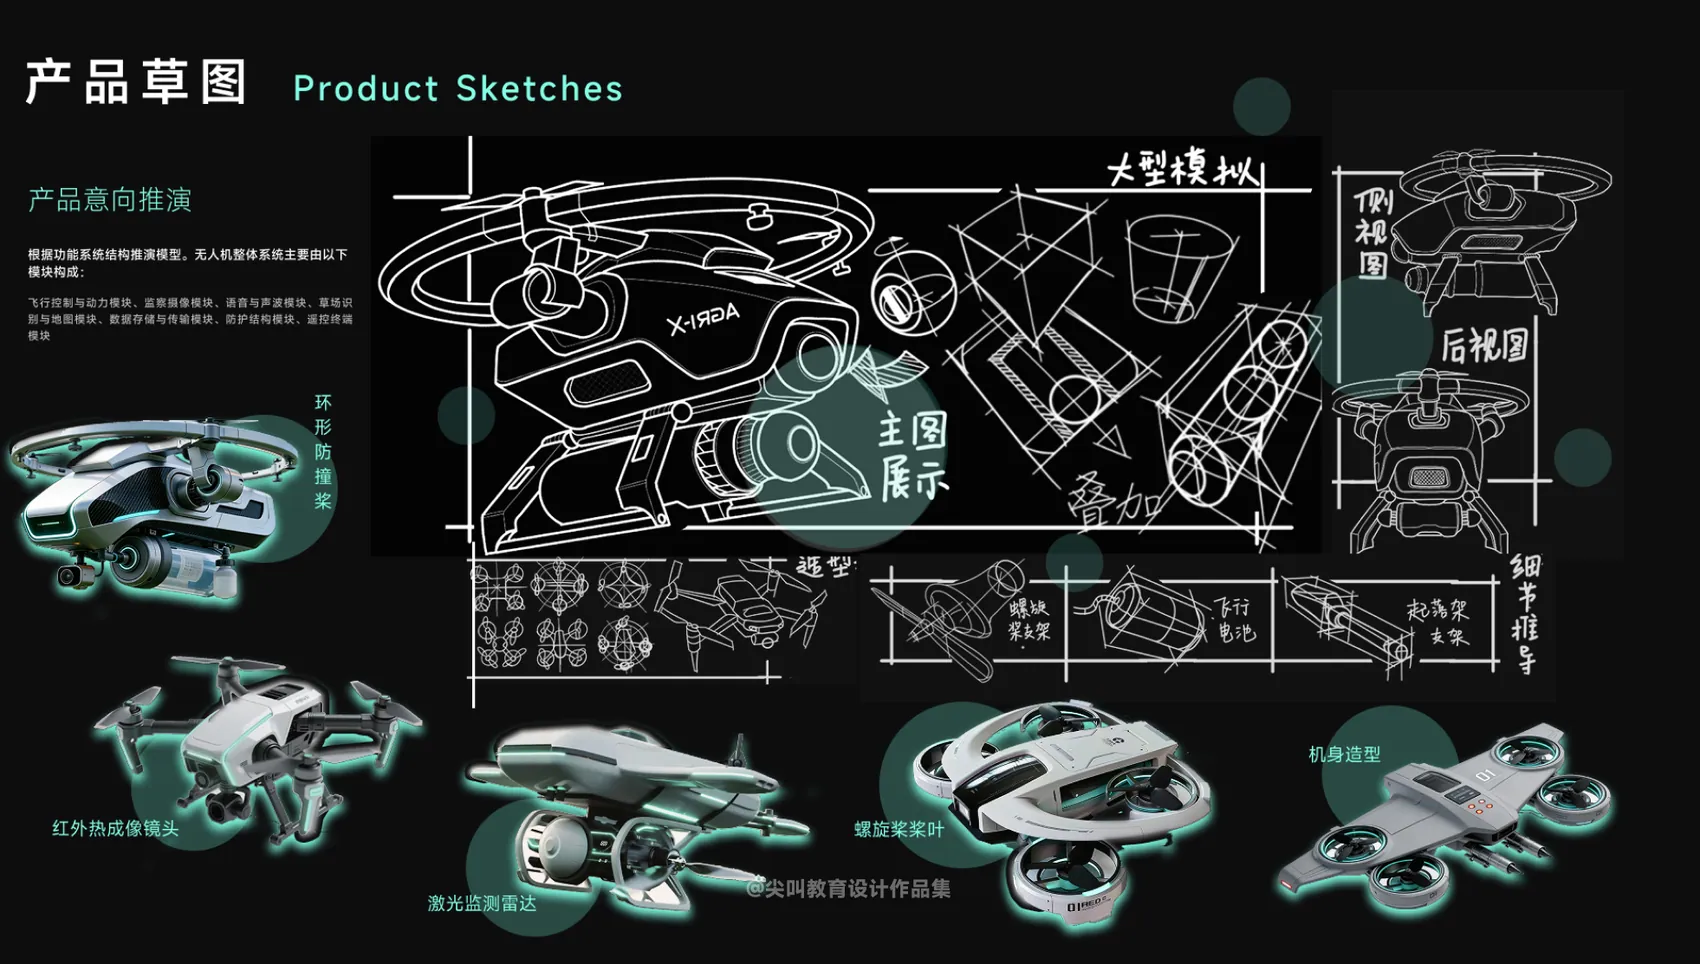 产品草图 Product Sketches
产品意向推演
根据功能系统结构推演模型。无人机整体系统主要由以下
模块构成：
飞行控制与动力模块、监察摄像模块、语音与声波模块、草场识
别与地图模块、数据存储与传输模块、防护结构模块、遥控终端
模块
环形防撞桨
大型模拟
AGRI-X
主图
展示
叠加
侧视图
后视图
造型：
螺旋
桨支架
飞行
电池
起落架
支架
细节推导
红外热成像镜头
激光监测雷达
螺旋桨桨叶
01
机身造型
01
@尖叫教育设计作品集